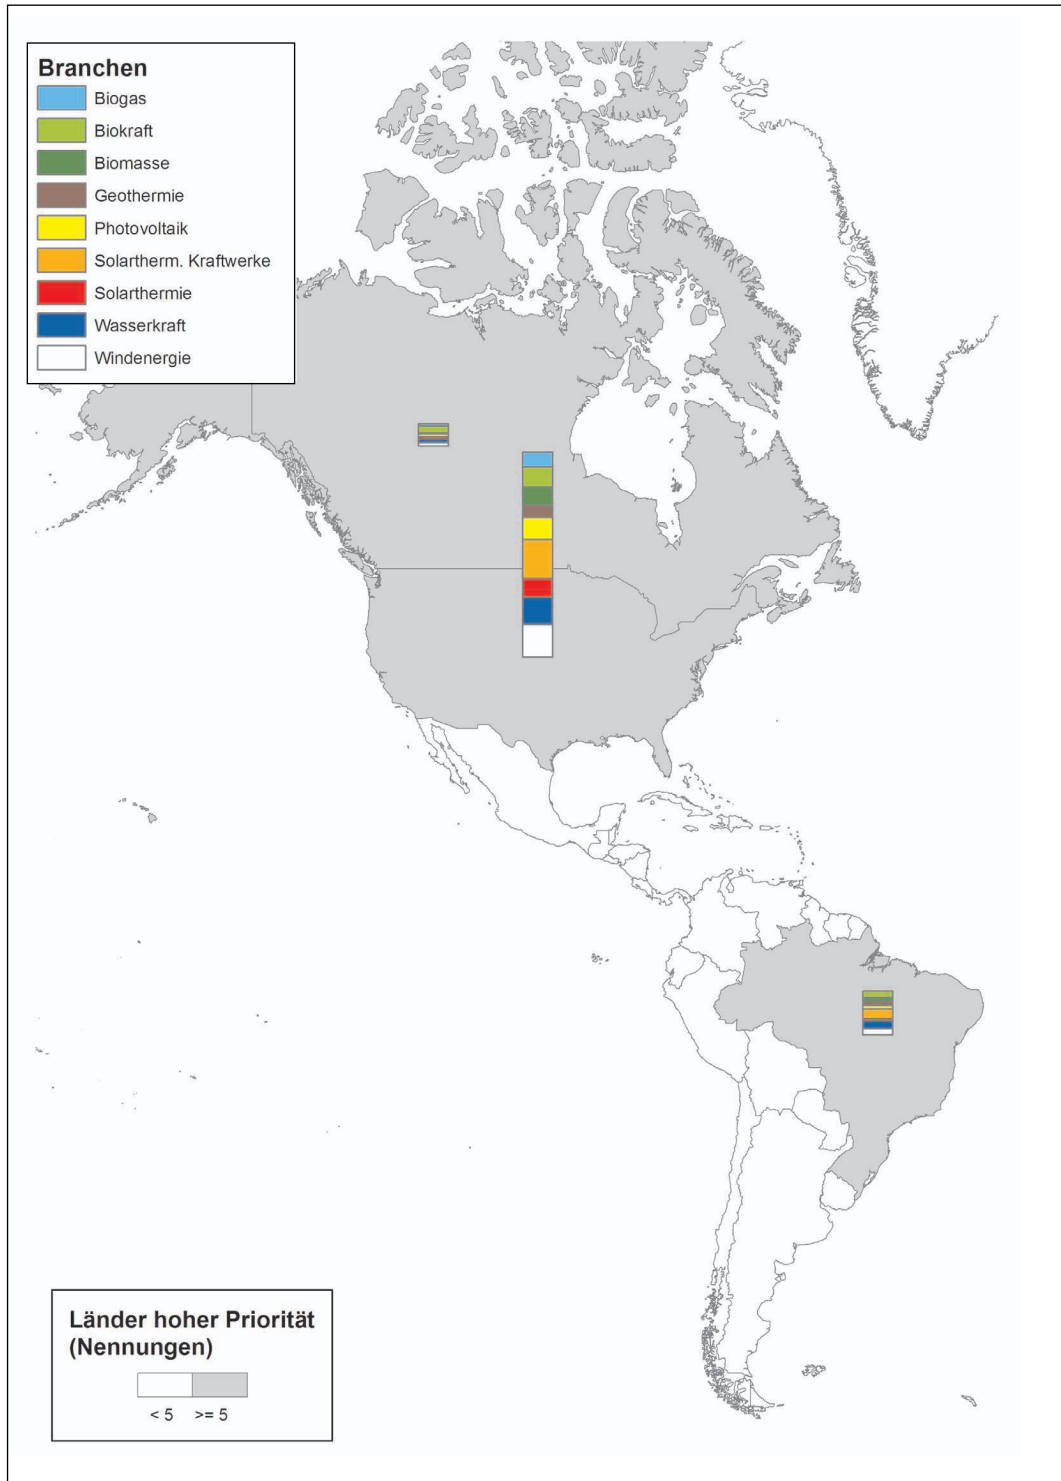 Branchen
Biogas
Biokraft
Biomasse
Geothermie
Photovoltaik
Solartherm. Kraftwerke
Solarthermie
Wasserkraft
Windenergie
Länder hoher Priorität
(Nennungen)
< 5 >= 5